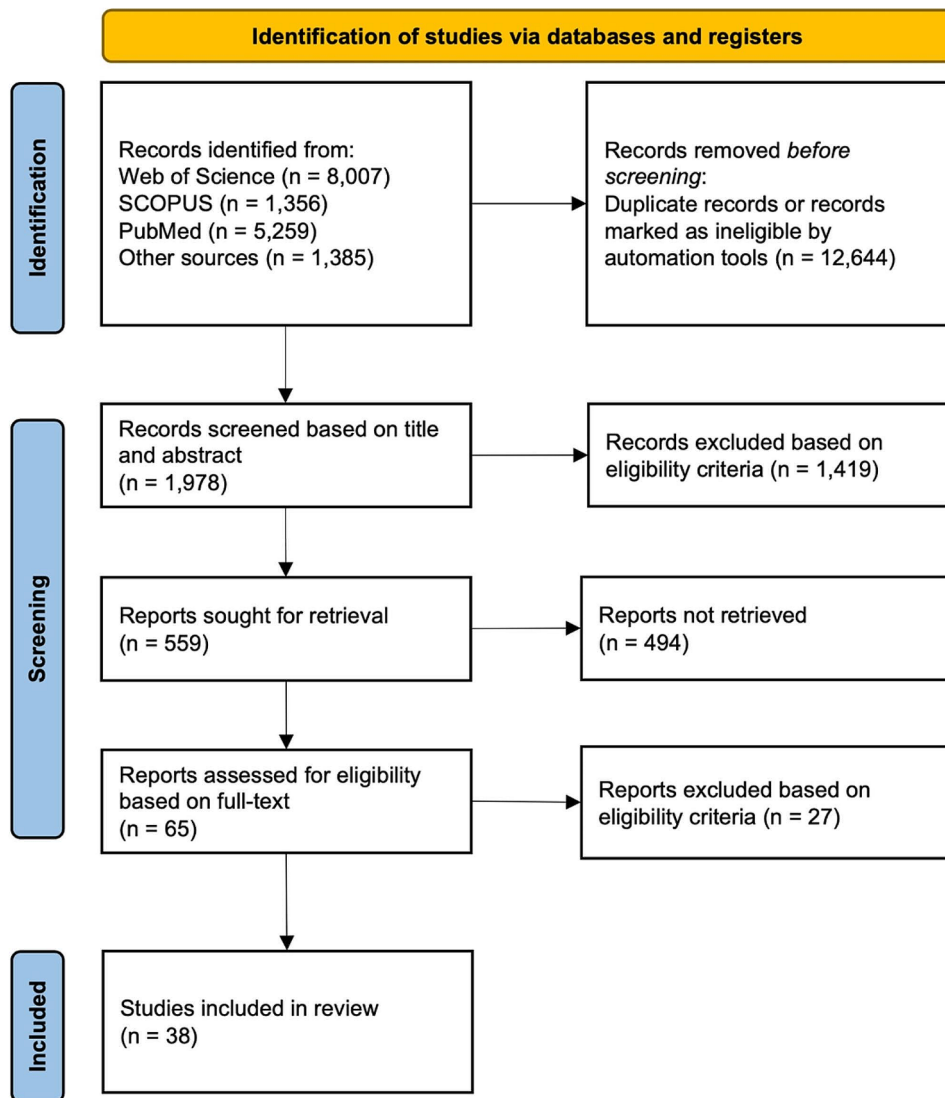 Identification of studies via databases and registers
Identification
Records identified from:
Web of Science (n = 8,007)
SCOPUS (n = 1,356)
PubMed (n = 5,259)
Other sources (n = 1,385)
Records removed before
screening:
Duplicate records or records
marked as ineligible by
automation tools (n = 12,644)
Screening
Records screened based on title
and abstract
(n = 1,978)
Records excluded based on
eligibility criteria (n = 1,419)
Reports sought for retrieval
(n = 559)
Reports not retrieved
(n = 494)
Reports assessed for eligibility
based on full-text
(n = 65)
Reports excluded based on
eligibility criteria (n = 27)
Included
Studies included in review
(n = 38)